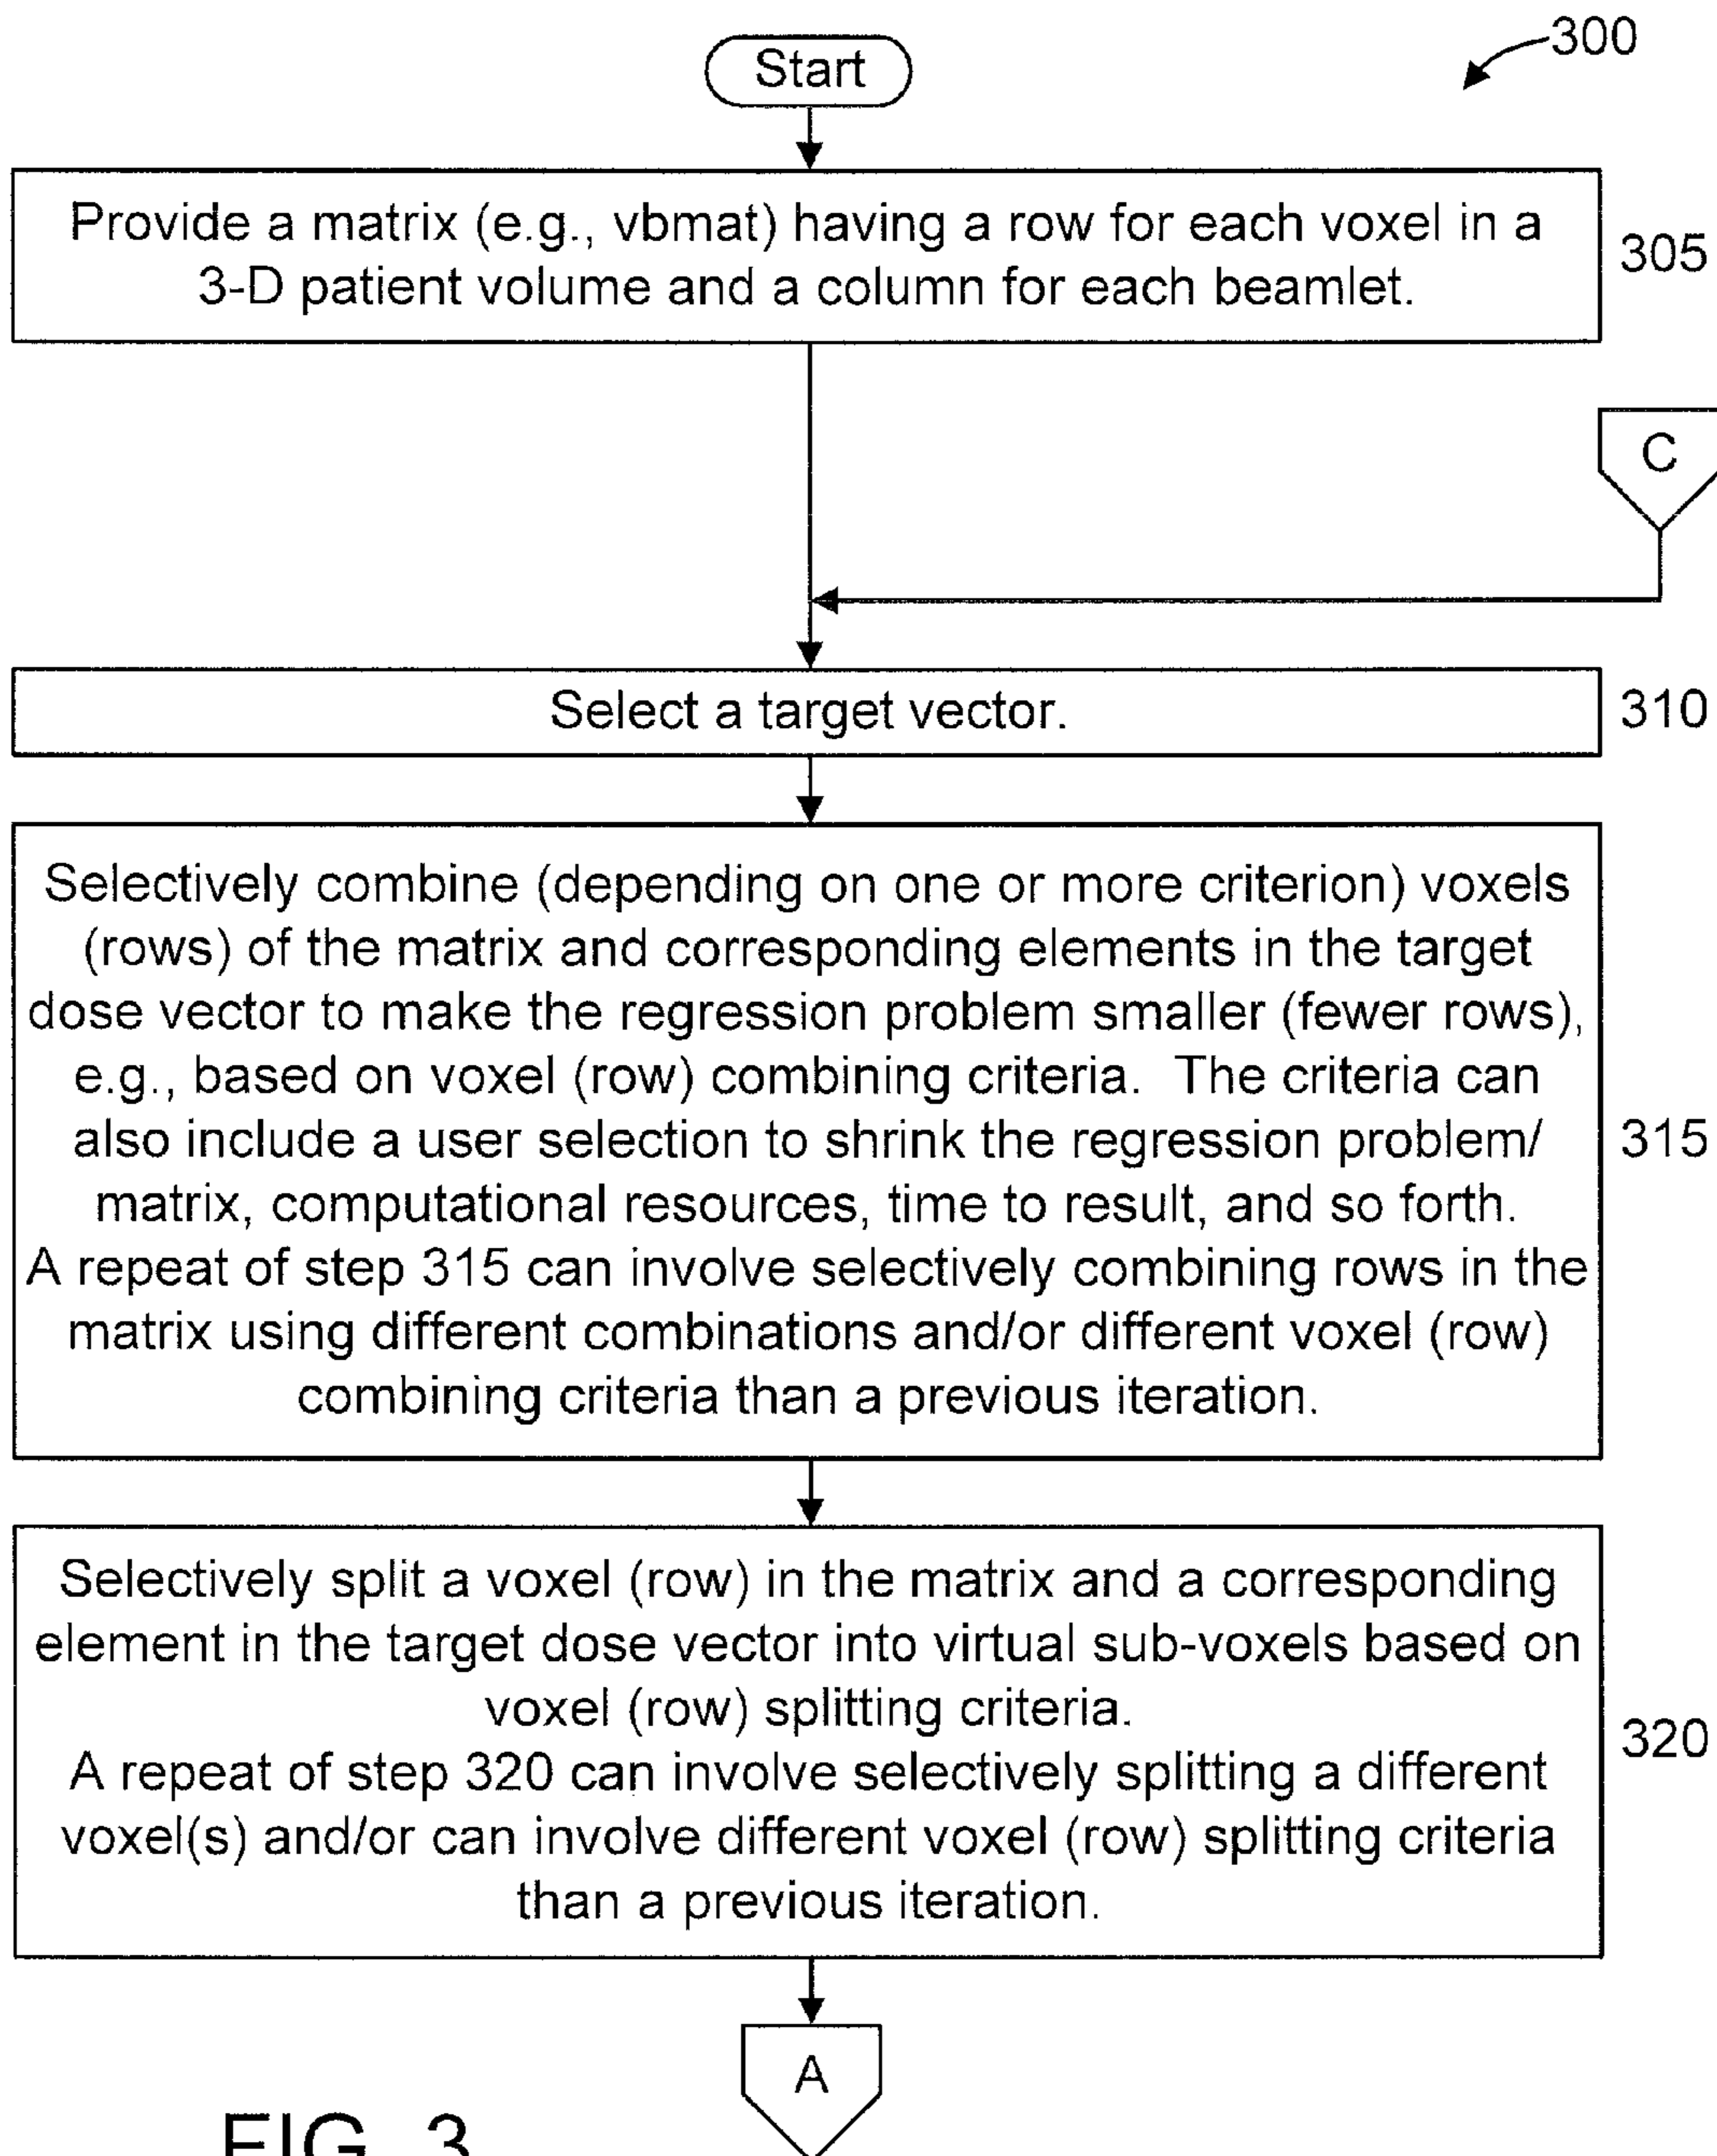 300
Start
Provide a matrix (e.g., vbmat) having a row for each voxel in a
3-D patient volume and a column for each beamlet.
305
C
Select a target vector.
310
Selectively combine (depending on one or more criterion) voxels
(rows) of the matrix and corresponding elements in the target
dose vector to make the regression problem smaller (fewer rows),
e.g., based on voxel (row) combining criteria. The criteria can
also include a user selection to shrink the regression problem/
matrix, computational resources, time to result, and so forth.
A repeat of step 315 can involve selectively combining rows in the
matrix using different combinations and/or different voxel (row)
combining criteria than a previous iteration.
315
Selectively split a voxel (row) in the matrix and a corresponding
element in the target dose vector into virtual sub-voxels based on
voxel (row) splitting criteria.
A repeat of step 320 can involve selectively splitting a different
voxel(s) and/or can involve different voxel (row) splitting criteria
than a previous iteration.
320
A
FIG. 3